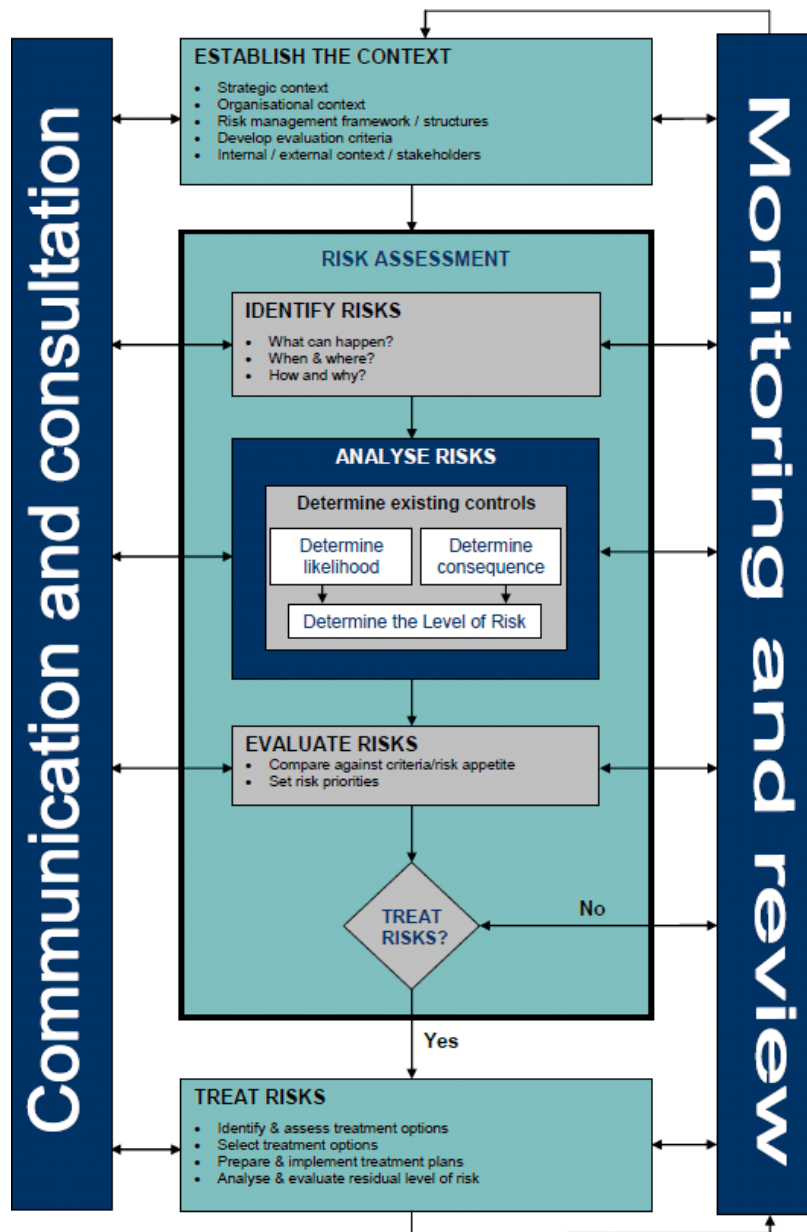 Communication and consultation
ESTABLISH THE CONTEXT
• Strategic context
• Organisational context
• Risk management framework / structures
• Develop evaluation criteria
• Internal / external context / stakeholders
RISK ASSESSMENT
IDENTIFY RISKS
• What can happen?
• When & where?
• How and why?
ANALYSE RISKS
Determine existing controls
Determine
likelihood
Determine
consequence
Determine the Level of Risk
EVALUATE RISKS
• Compare against criteria/risk appetite
• Set risk priorities
TREAT
RISKS?
No
Yes
TREAT RISKS
• Identify & assess treatment options
• Select treatment options
• Prepare & implement treatment plans
• Analyse & evaluate residual level of risk
Monitoring and review